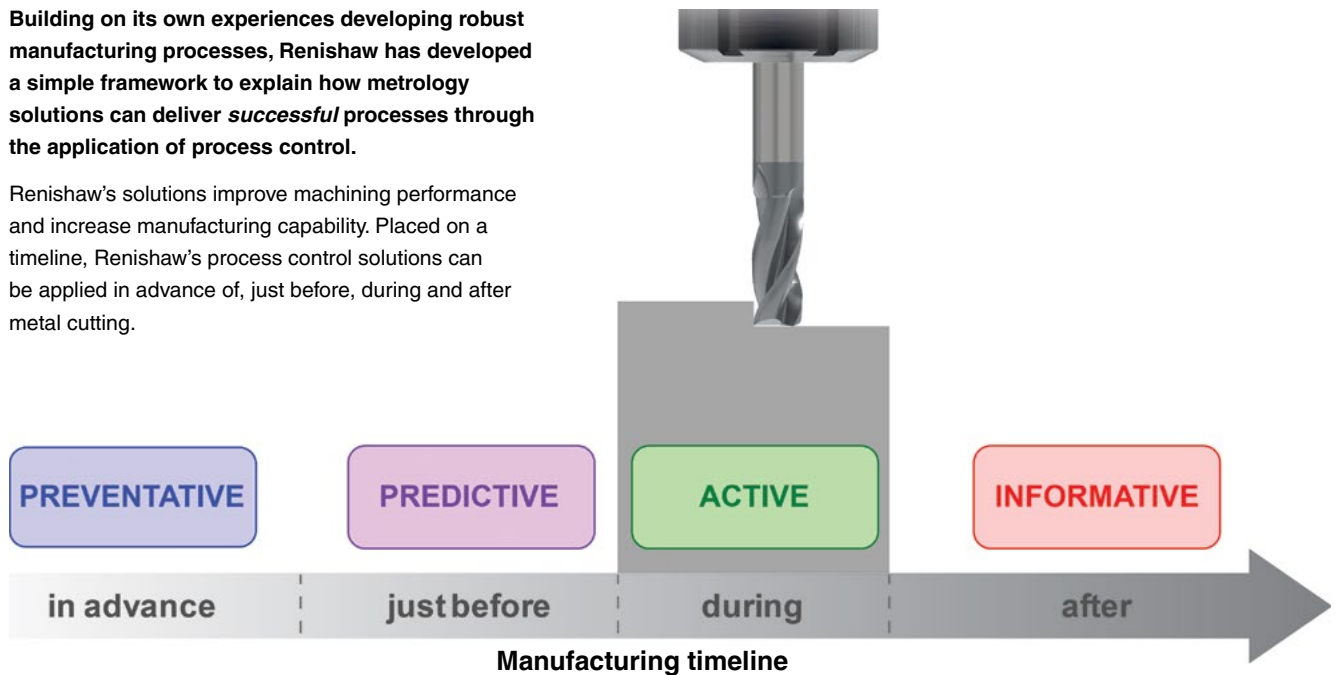 Building on its own experiences developing robust
manufacturing processes, Renishaw has developed
a simple framework to explain how metrology
solutions can deliver successful processes through
the application of process control.
Renishaw’s solutions improve machining performance
and increase manufacturing capability. Placed on a
timeline, Renishaw’s process control solutions can
be applied in advance of, just before, during and after
metal cutting.
PREVENTATIVE
PREDICTIVE
ACTIVE
INFORMATIVE
in advance
just before
during
after
Manufacturing timeline